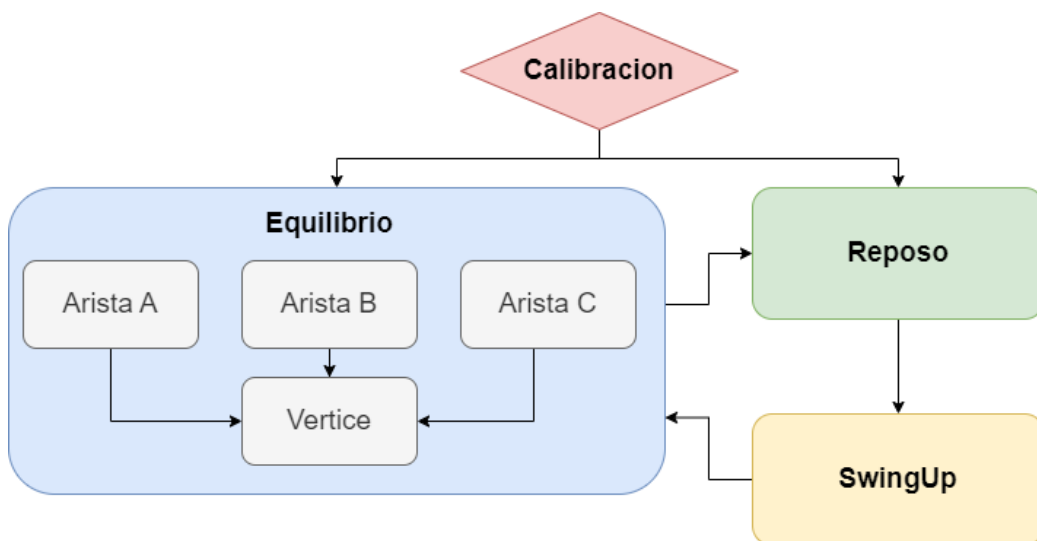 Calibracion
Equilibrio
Arista A
Arista B
Arista C
Vertice
Reposo
SwingUp